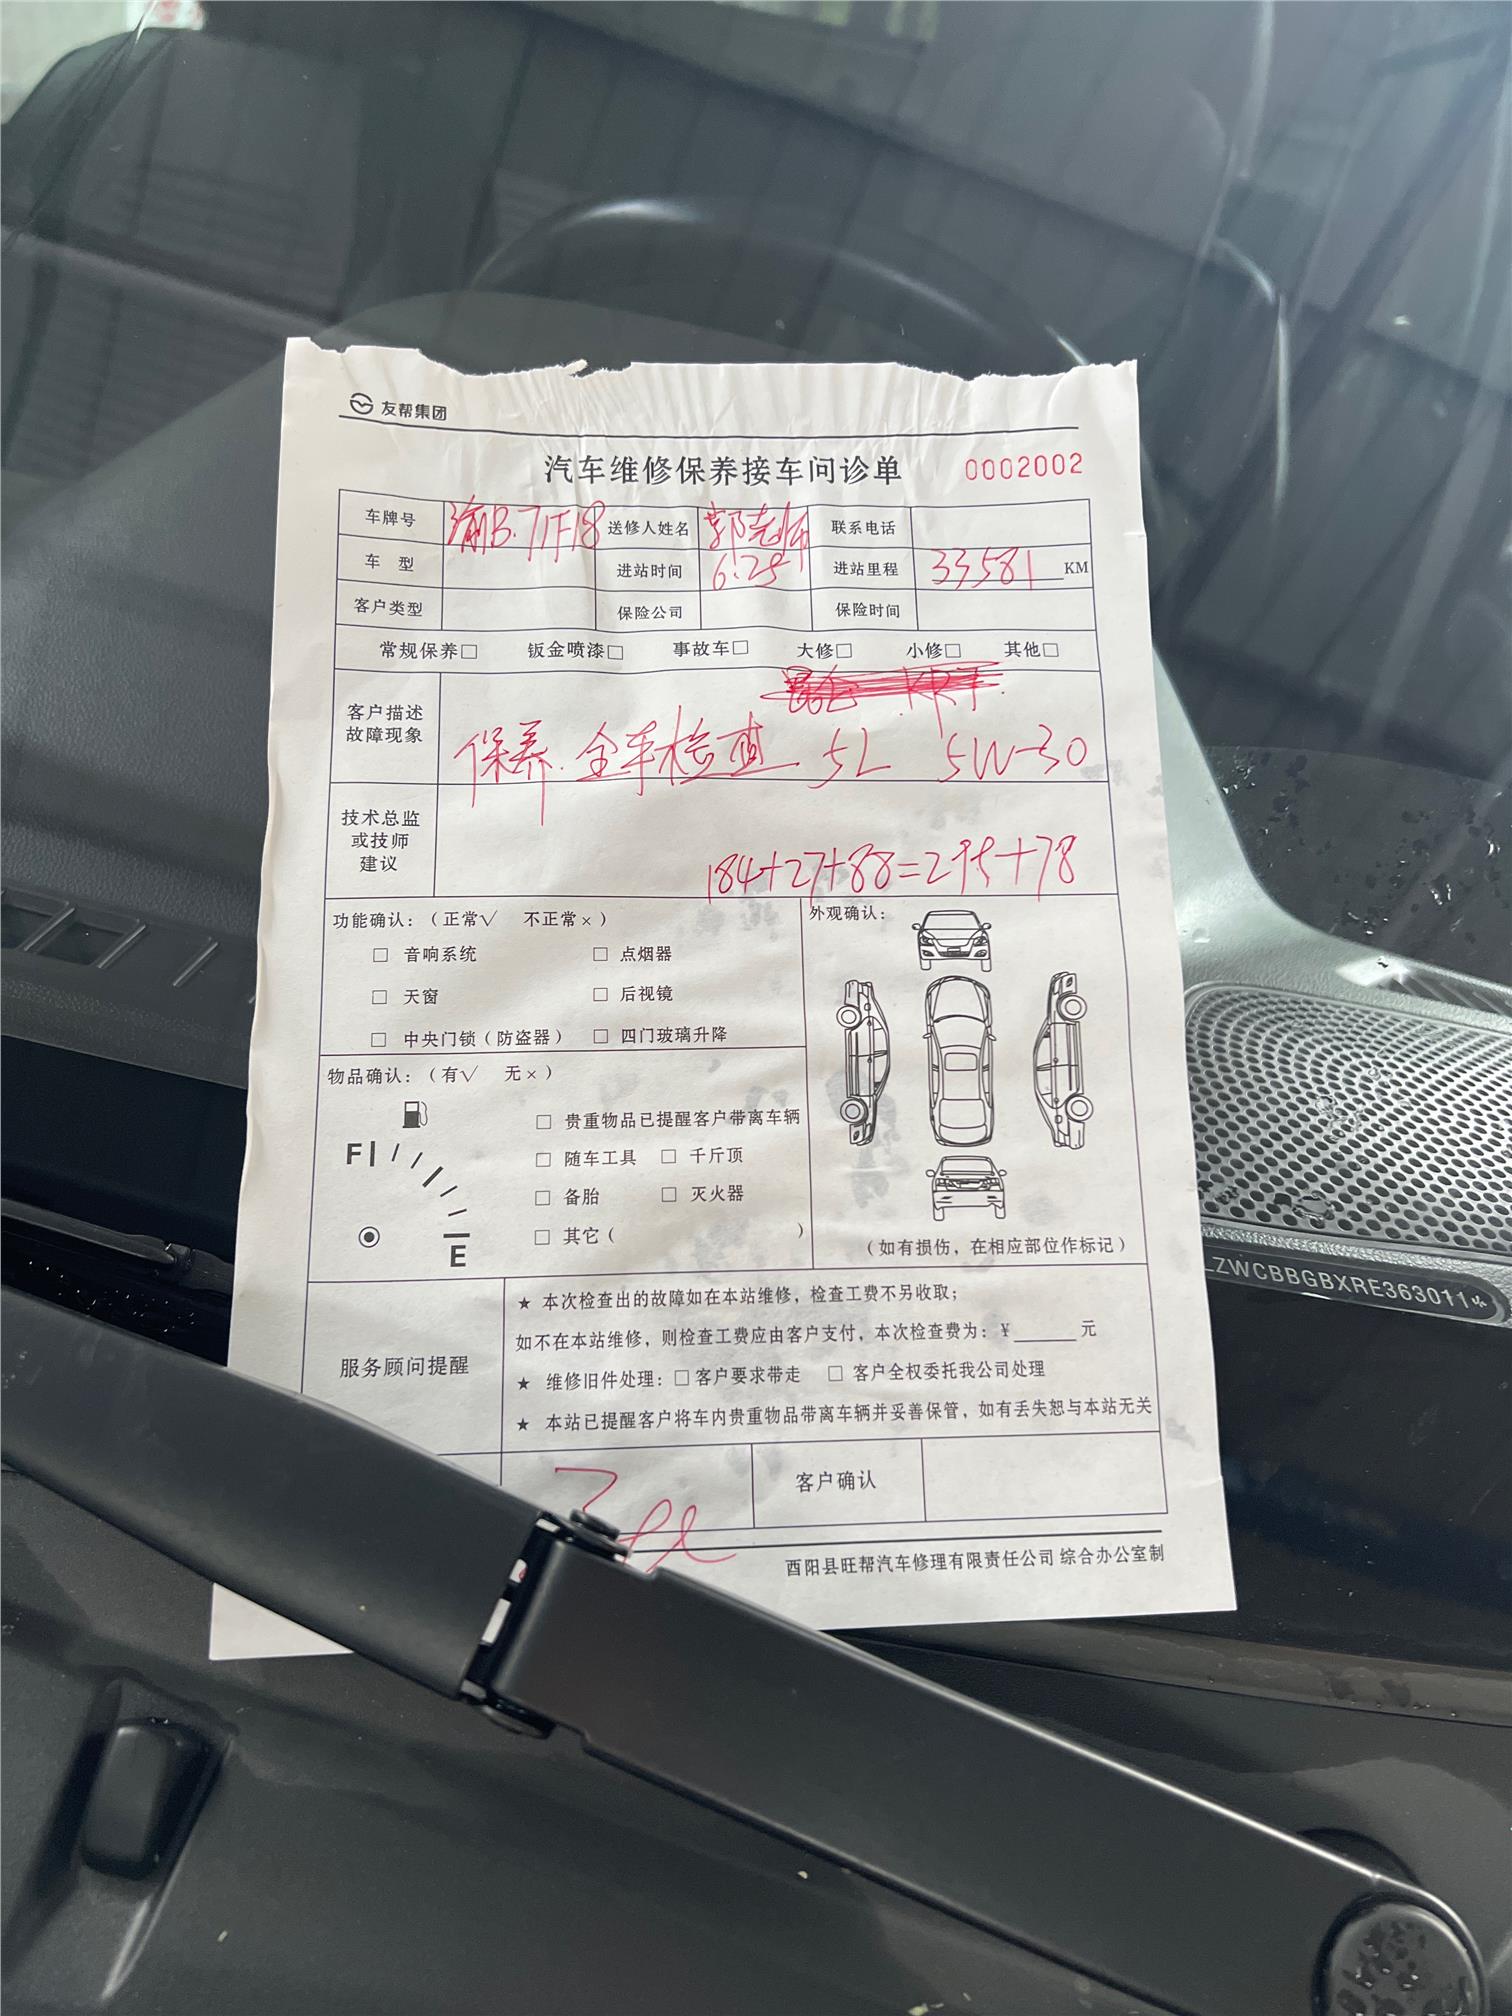 友帮集团
汽车维修保养接车问诊单 0002002
车牌号 渝B.71F18 送修人姓名 郭老师 联系电话
车 型 进站时间 6.25 进站里程 33581 KM
客户类型 保险公司 保险时间
常规保养□ 钣金喷漆□ 事故车□ 大修□ 小修□ 其他□
客户描述
故障现象
保养.全车检查 5L 5W-30
技术总监
或技师
建议
184+27+88=295+78
功能确认：（正常√ 不正常×）
□ 音响系统 □ 点烟器
□ 天窗 □ 后视镜
□ 中央门锁（防盗器） □ 四门玻璃升降
外观确认：
（如有损伤，在相应部位作标记）
物品确认：（有√ 无×）
F
E
□ 贵重物品已提醒客户带离车辆
□ 随车工具 □ 千斤顶
□ 备胎 □ 灭火器
□ 其它（ ）
服务顾问提醒
★ 本次检查出的故障如在本站维修，检查工费不另收取；
如不在本站维修，则检查工费应由客户支付，本次检查费为：¥______元
★ 维修旧件处理：□客户要求带走 □ 客户全权委托我公司处理
★ 本站已提醒客户将车内贵重物品带离车辆并妥善保管，如有丢失恕与本站无关
客户确认
酉阳县旺帮汽车修理有限责任公司 综合办公室制
LZWCBBGBXRE363011